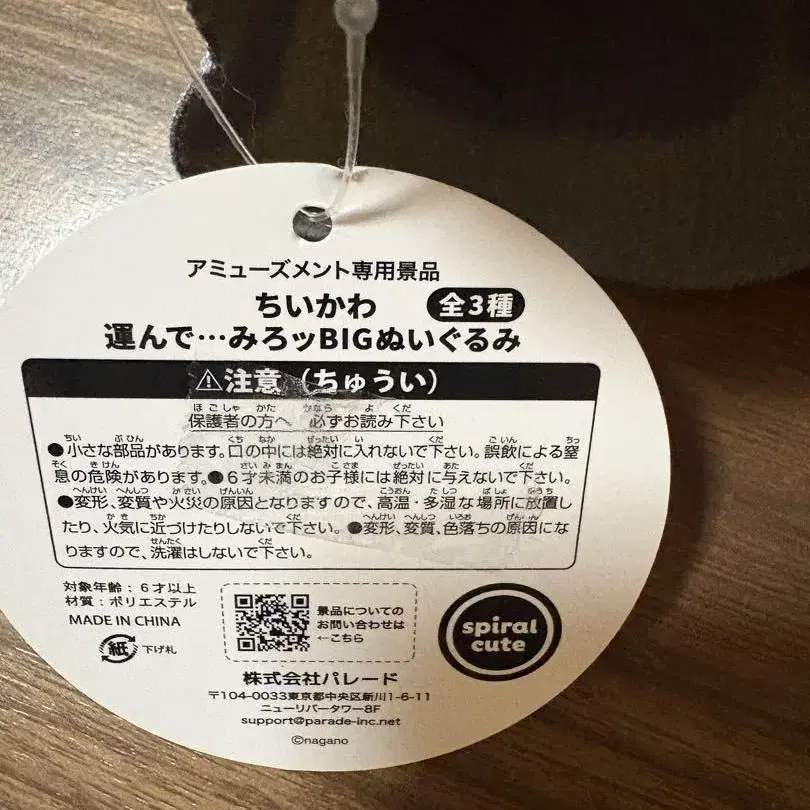 アミューズメント専用景品
ちいかわ 全3種
運んで…みろッBIGぬいぐるみ
⚠注意（ちゅうい）
保護者の方へ 必ずお読み下さい
●小さな部品があります。口の中には絶対に入れないで下さい。誤飲による窒
息の危険があります。●6才未満のお子様には絶対に与えないで下さい。
●変形、変質や火災の原因となりますので、高温・多湿な場所に放置し
たり、火気に近づけたりしないで下さい。●変形、変質、色落ちの原因にな
りますので、洗濯はしないで下さい。
対象年齢：6才以上
材質：ポリエステル
MADE IN CHINA
紙 下げ札
景品についての
お問い合わせは
←こちら
spiral
cute
株式会社パレード
〒104-0033東京都中央区新川1-6-11
ニューリバータワー8F
support@parade-inc.net
©nagano